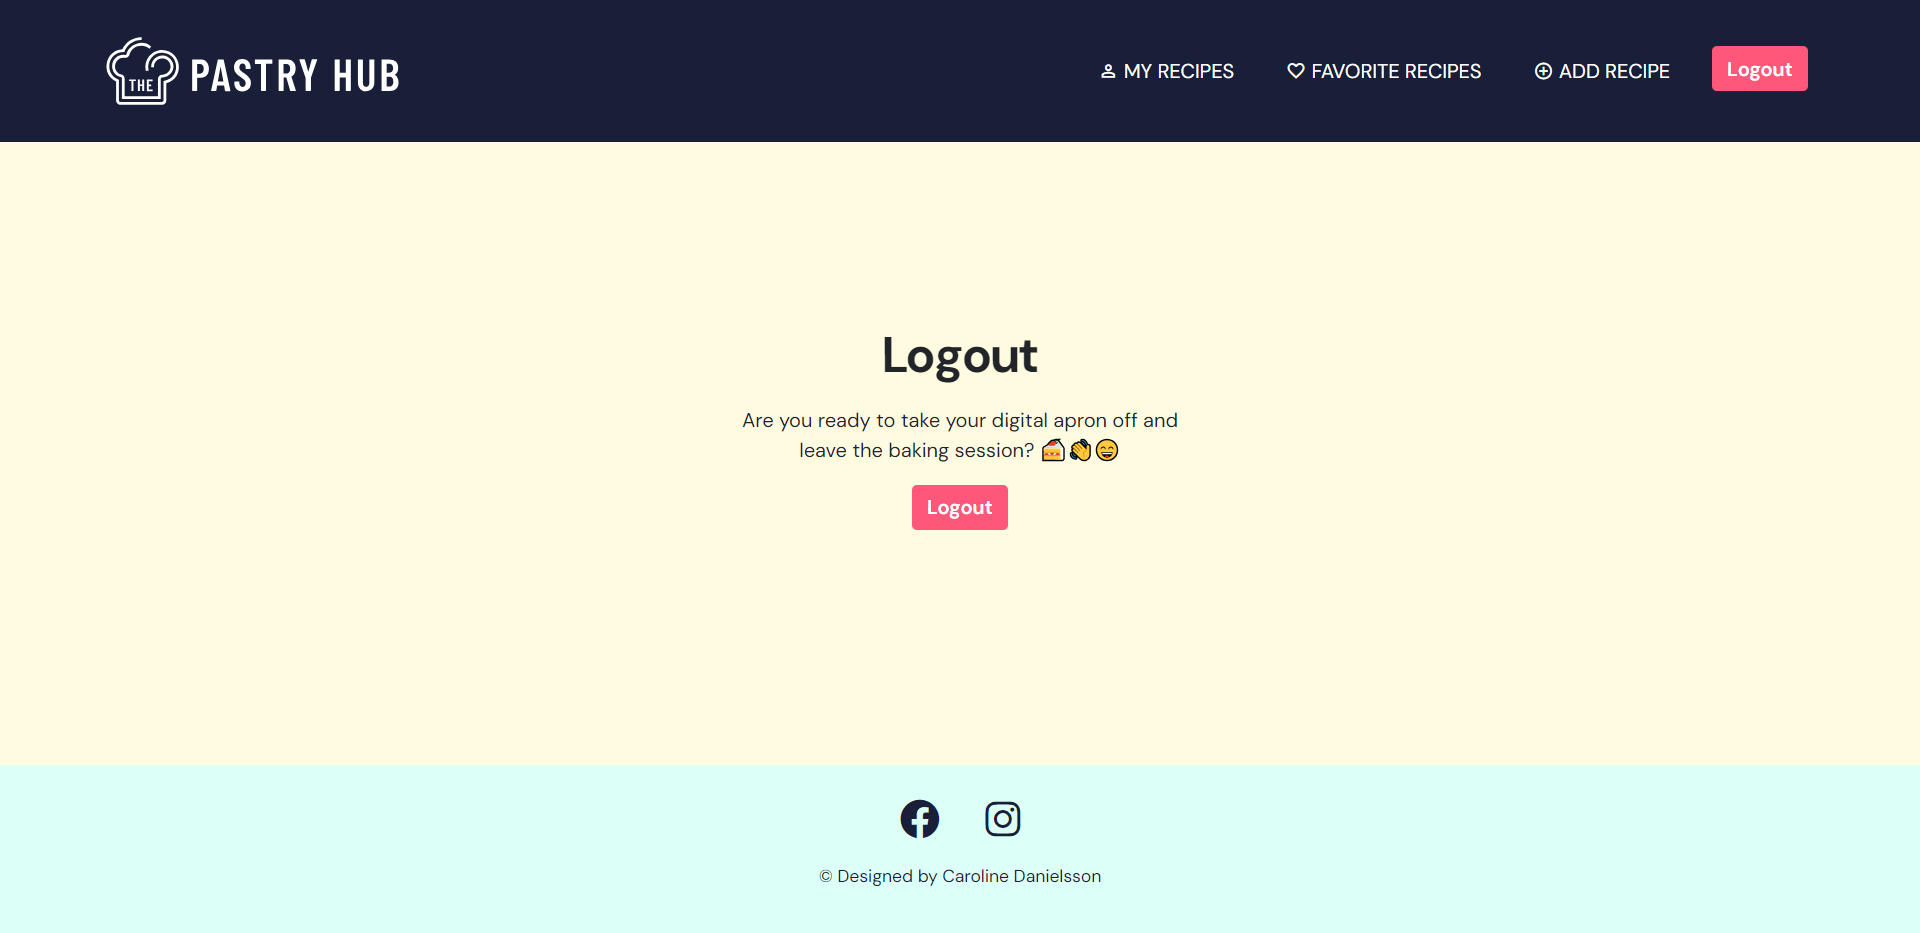 THE PASTRY HUB
MY RECIPES
FAVORITE RECIPES
ADD RECIPE
Logout
Logout
Are you ready to take your digital apron off and
leave the baking session? 🍰👏😄
Logout
© Designed by Caroline Danielsson